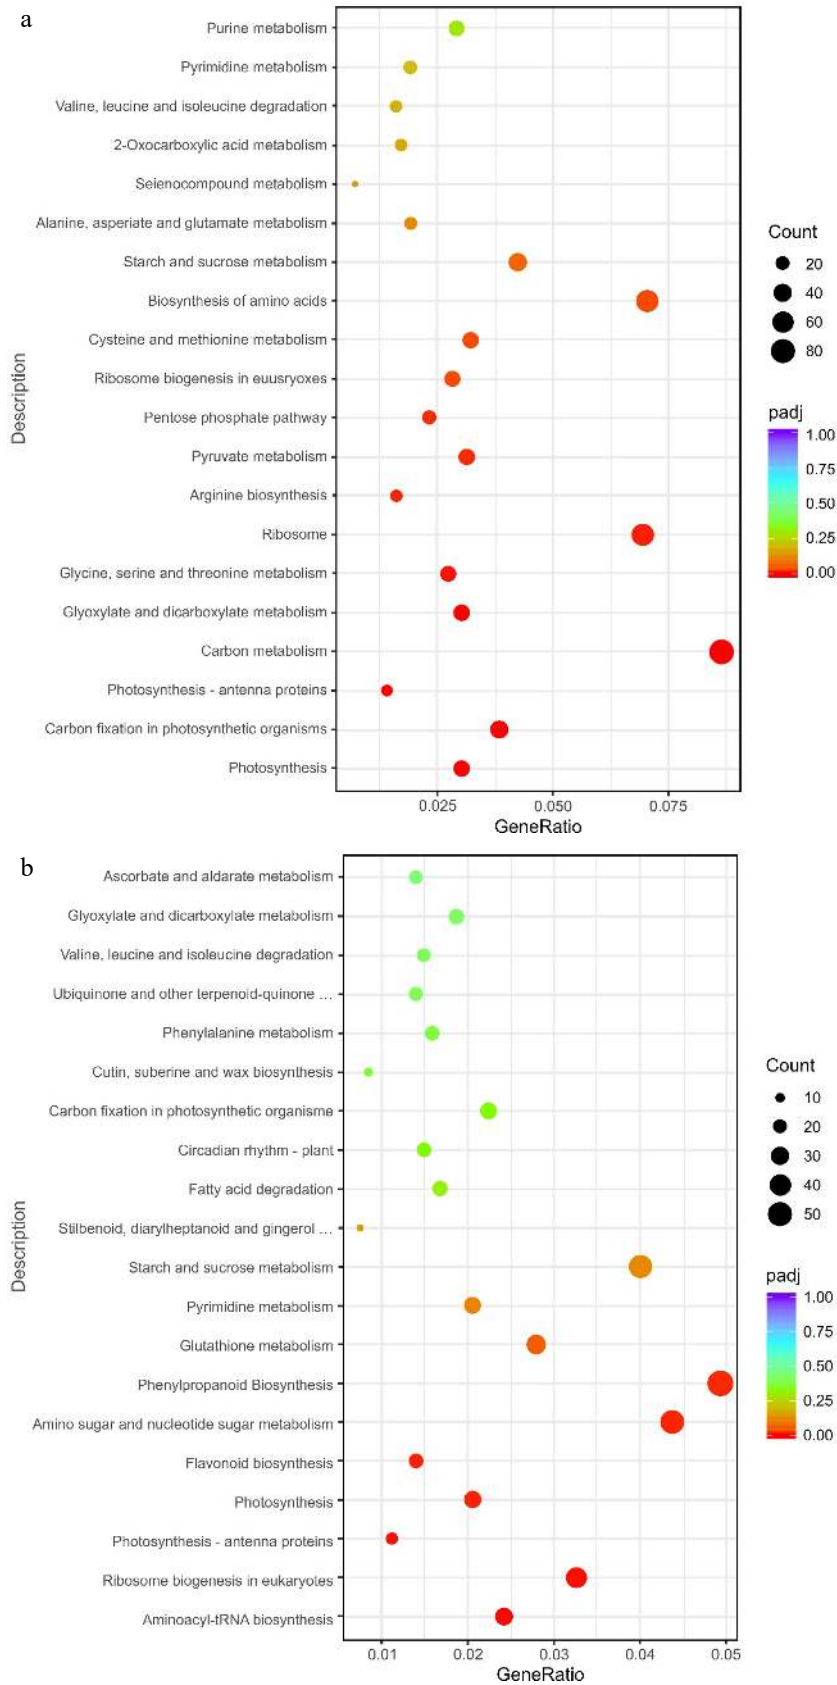 a
Purine metabolism
Pyrimidine metabolism
Valine, leucine and isoleucine degradation
2-Oxocarboxylic acid metabolism
Seienocompound metabolism
Alanine, asperiate and glutamate metabolism
Starch and sucrose metabolism
Biosynthesis of amino acids
Cysteine and methionine metabolism
Ribosome biogenesis in euusryoxes
Pentose phosphate pathway
Pyruvate metabolism
Arginine biosynthesis
Ribosome
Glycine, serine and threonine metabolism
Glyoxylate and dicarboxylate metabolism
Carbon metabolism
Photosynthesis - antenna proteins
Carbon fixation in photosynthetic organisms
Photosynthesis
Description
0.025 0.050 0.075
GeneRatio
Count
20
40
60
80
padj
1.00
0.75
0.50
0.25
0.00
b
Ascorbate and aldarate metabolism
Glyoxylate and dicarboxylate metabolism
Valine, leucine and isoleucine degradation
Ubiquinone and other terpenoid-quinone ...
Phenylalanine metabolism
Cutin, suberine and wax biosynthesis
Carbon fixation in photosynthetic organisme
Circadian rhythm - plant
Fatty acid degradation
Stilbenoid, diarylheptanoid and gingerol ...
Starch and sucrose metabolism
Pyrimidine metabolism
Glutathione metabolism
Phenylpropanoid Biosynthesis
Amino sugar and nucleotide sugar metabolism
Flavonoid biosynthesis
Photosynthesis
Photosynthesis - antenna proteins
Ribosome biogenesis in eukaryotes
Aminoacyl-tRNA biosynthesis
Description
0.01 0.02 0.03 0.04 0.05
GeneRatio
Count
10
20
30
40
50
padj
1.00
0.75
0.50
0.25
0.00